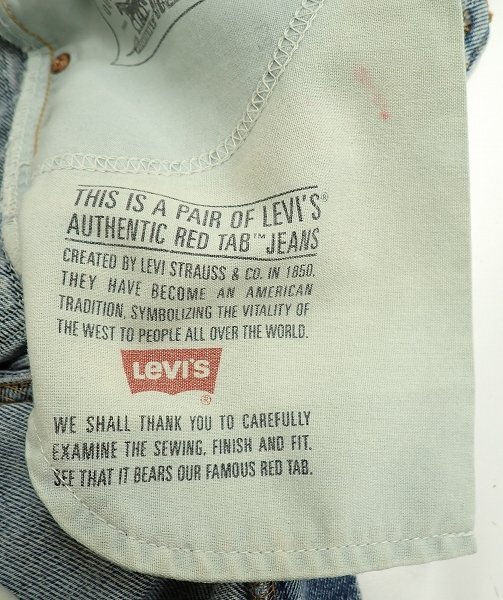 THIS IS A PAIR OF LEVI'S®
AUTHENTIC RED TAB™ JEANS
CREATED BY LEVI STRAUSS & CO. IN 1850,
THEY HAVE BECOME AN AMERICAN
TRADITION, SYMBOLIZING THE VITALITY OF
THE WEST TO PEOPLE ALL OVER THE WORLD.
LEVI'S
®
WE SHALL THANK YOU TO CAREFULLY
EXAMINE THE SEWING, FINISH AND FIT.
SEE THAT IT BEARS OUR FAMOUS RED TAB.